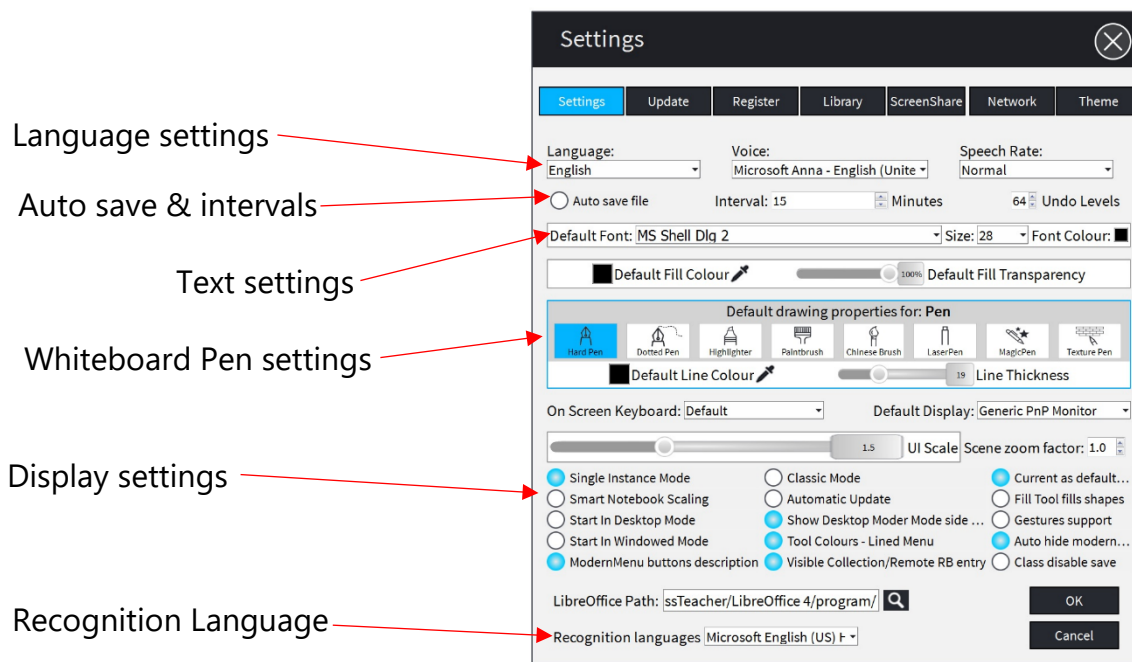 Settings
Settings Update Register Library ScreenShare Network Theme
Language settings
Language: Voice: Speech Rate:
English Microsoft Anna - English (Unite Normal
Auto save & intervals
Auto save file Interval: 15 Minutes 64 Undo Levels
Default Font: MS Shell Dlg 2 Size: 28 Font Colour:
Text settings
Default Fill Colour 100% Default Fill Transparency
Default drawing properties for: Pen
Whiteboard Pen settings
Hard Pen Dotted Pen Highlighter Paintbrush Chinese Brush LaserPen MagicPen Texture Pen
Default Line Colour 19 Line Thickness
On Screen Keyboard: Default Default Display: Generic PnP Monitor
1.5 UI Scale Scene zoom factor: 1.0
Display settings
Single Instance Mode Classic Mode Current as default...
Smart Notebook Scaling Automatic Update Fill Tool fills shapes
Start In Desktop Mode Show Desktop Moder Mode side ... Gestures support
Start In Windowed Mode Tool Colours - Lined Menu Auto hide modern...
ModernMenu buttons description Visible Collection/Remote RB entry Class disable save
LibreOffice Path: ssTeacher/LibreOffice 4/program/ OK
Recognition Language
Recognition languages Microsoft English (US) H Cancel